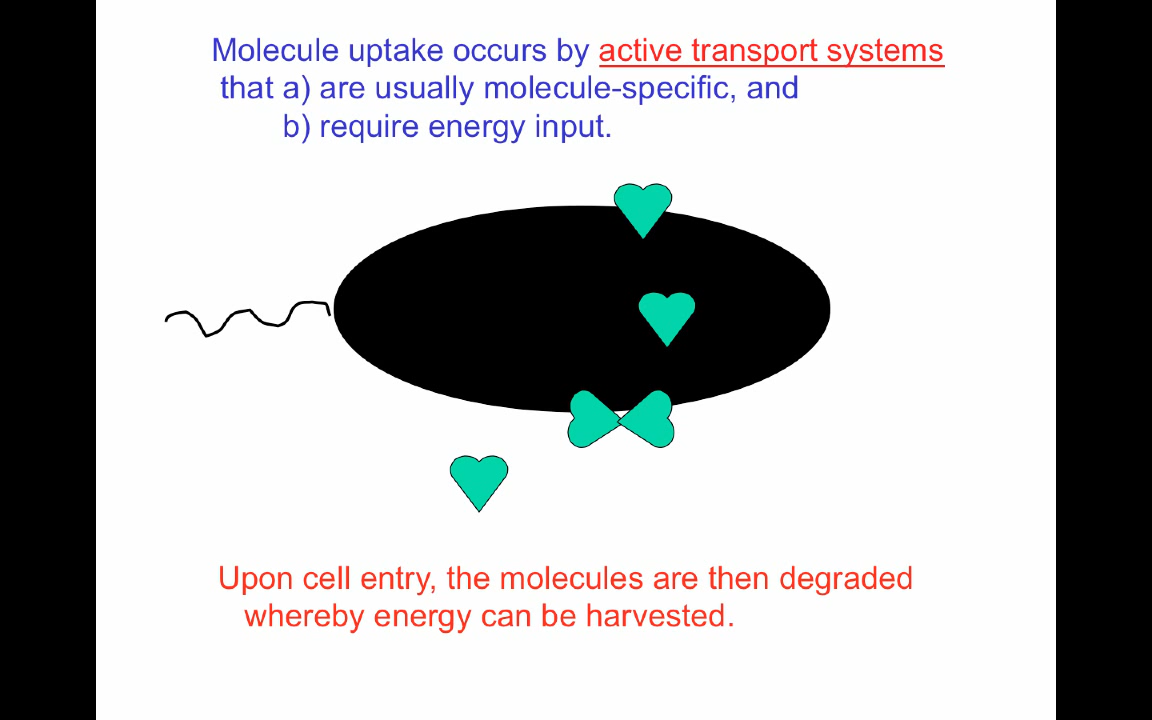 Molecule uptake occurs by active transport systems
that a) are usually molecule-specific, and
b) require energy input.
Upon cell entry, the molecules are then degraded
whereby energy can be harvested.